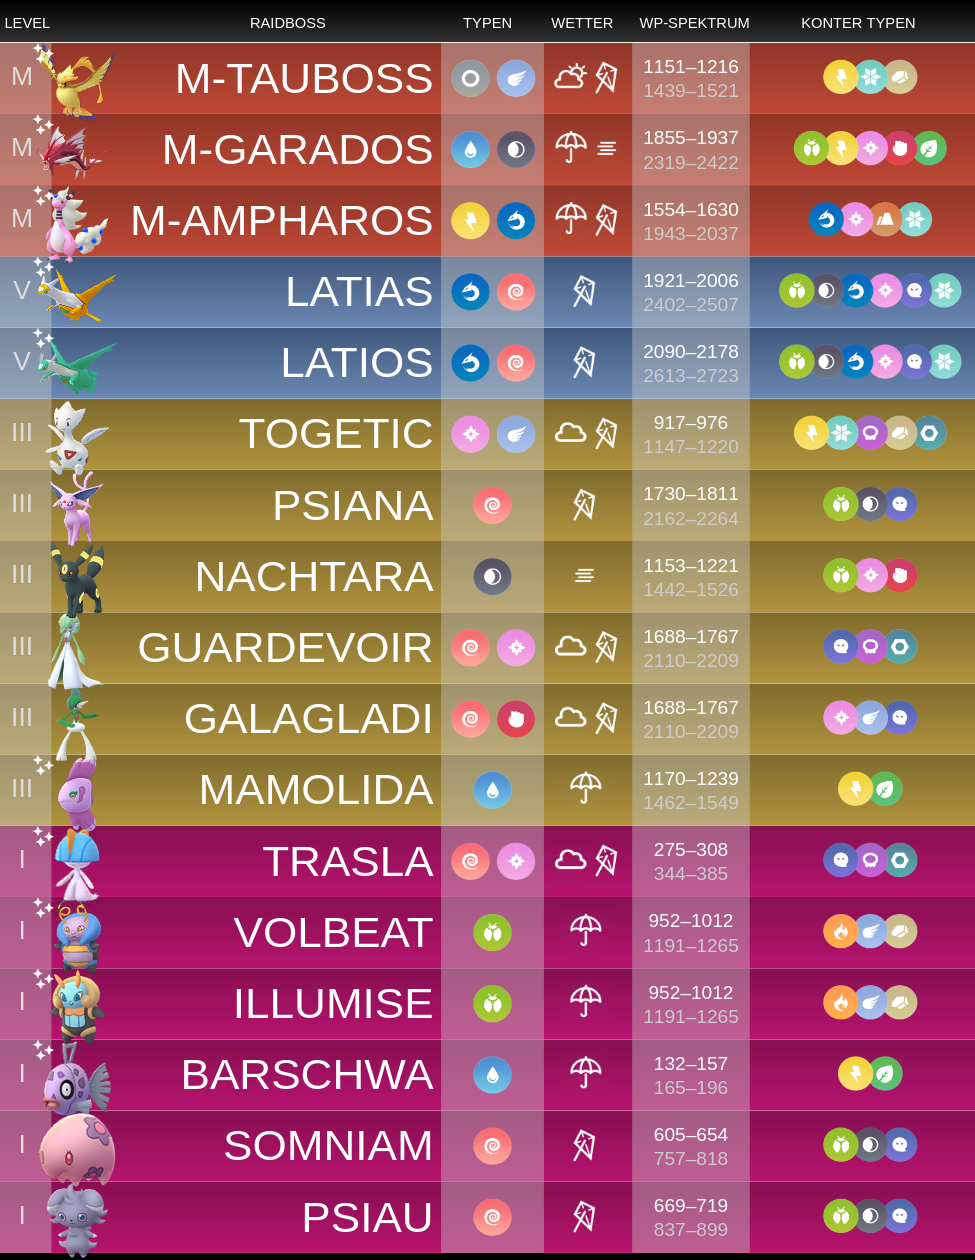 LEVEL RAIDBOSS TYPEN WETTER WP-SPEKTRUM KONTER TYPEN
M M-TAUBOSS 1151–1216
1439–1521
M M-GARADOS 1855–1937
2319–2422
M M-AMPHAROS 1554–1630
1943–2037
V LATIAS 1921–2006
2402–2507
V LATIOS 2090–2178
2613–2723
III TOGETIC 917–976
1147–1220
III PSIANA 1730–1811
2162–2264
III NACHTARA 1153–1221
1442–1526
III GUARDEVOIR 1688–1767
2110–2209
III GALAGLADI 1688–1767
2110–2209
III MAMOLIDA 1170–1239
1462–1549
I TRASLA 275–308
344–385
I VOLBEAT 952–1012
1191–1265
I ILLUMISE 952–1012
1191–1265
I BARSCHWA 132–157
165–196
I SOMNIAM 605–654
757–818
I PSIAU 669–719
837–899